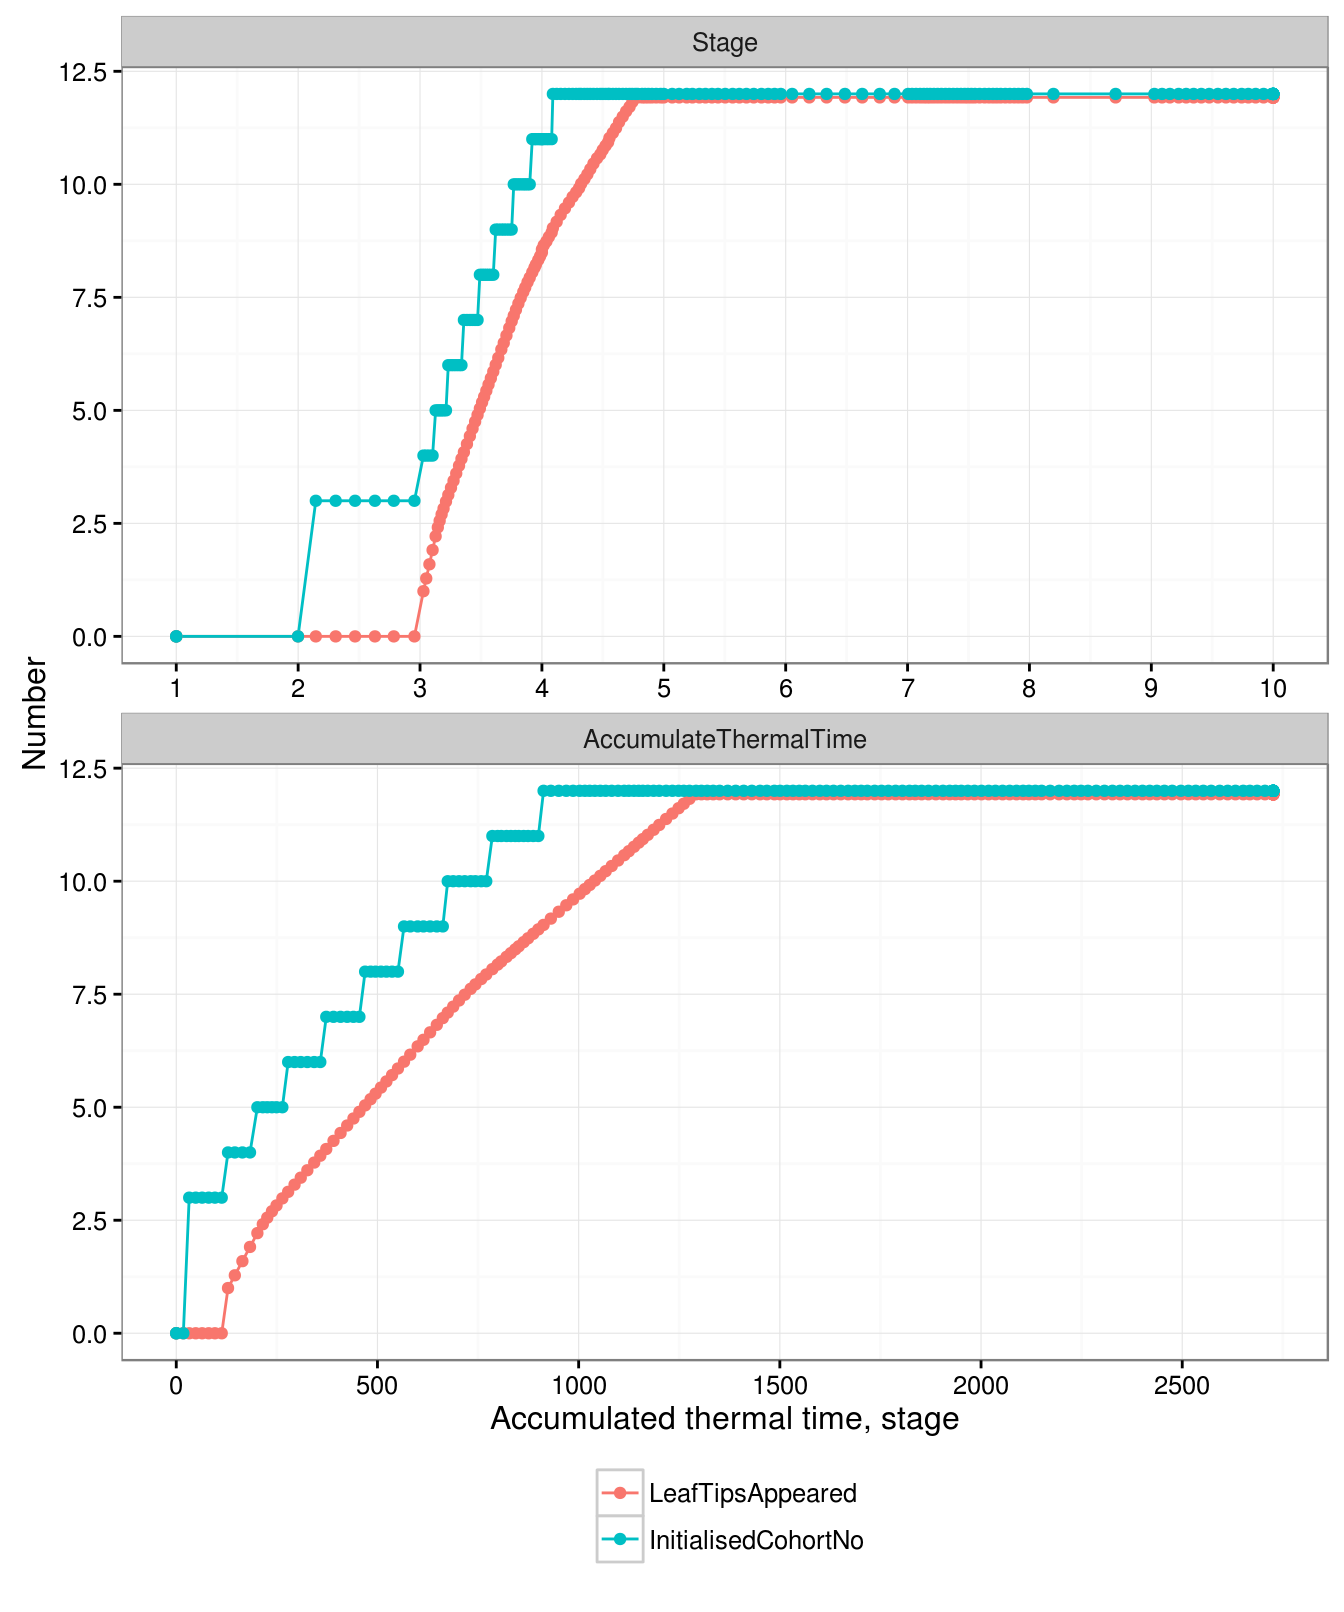 Stage
12.5
10.0
7.5
5.0
2.5
0.0
1 2 3 4 5 6 7 8 9 10
Number
AccumulateThermalTime
12.5
10.0
7.5
5.0
2.5
0.0
0 500 1000 1500 2000 2500
Accumulated thermal time, stage
LeafTipsAppeared
InitialisedCohortNo